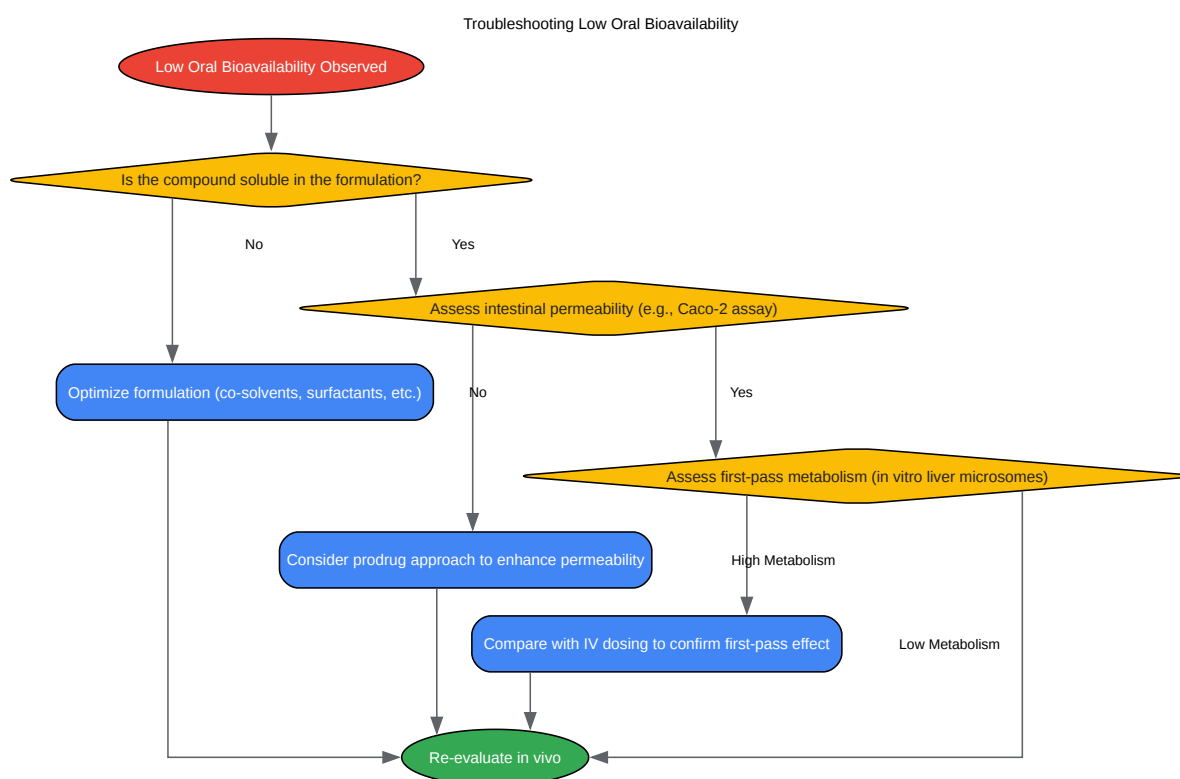 Troubleshooting Low Oral Bioavailability
Low Oral Bioavailability Observed
Is the compound soluble in the formulation?
No
Yes
Assess intestinal permeability (e.g., Caco-2 assay)
Optimize formulation (co-solvents, surfactants, etc.)
No
Yes
Assess first-pass metabolism (in vitro liver microsomes)
Consider prodrug approach to enhance permeability
High Metabolism
Compare with IV dosing to confirm first-pass effect
Low Metabolism
Re-evaluate in vivo